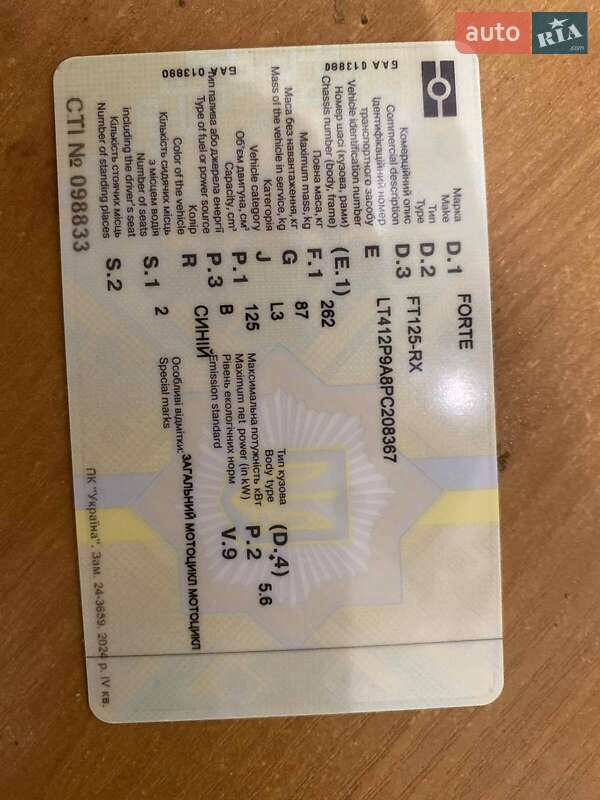 auto RIA .com
БАА 013880
БАА 013880
Марка
Make D.1 FORTE
Тип
Type D.2
Комерційний опис
Commercial description D.3 FT125-RX
Ідентифікаційний номер
транспортного засобу
Vehicle identification number E LT412P9A8PC208367
Номер шасі (кузова, рами)
Chassis number (body, frame) (E.1)
Повна маса, кг
Maximum mass, kg F.1 262
Маса без навантаження, кг
Mass of the vehicle in service, kg G 87
Категорія
Vehicle category J L3
Тип кузова
Body type (D.4)
Об'єм двигуна, см³
Capacity, cm³ P.1 125
Максимальна потужність кВт
Maximum net power (in kW) P.2 5.6
Тип палива або джерела енергії
Type of fuel or power source P.3 B
Рівень екологічних норм
Emission standard V.9
Колір
Color of the vehicle R СИНІЙ
Кількість сидячих місць
з місцем водія
Number of seats
including the driver's seat S.1 2
Особливі відмітки: ЗАГАЛЬНИЙ МОТОЦИКЛ МОТОЦИКЛ
Special marks
Кількість стоячих місць
Number of standing places S.2
СТІ № 098833
ПК "Україна". Зам. 24-3659. 2024 р. IV кв.